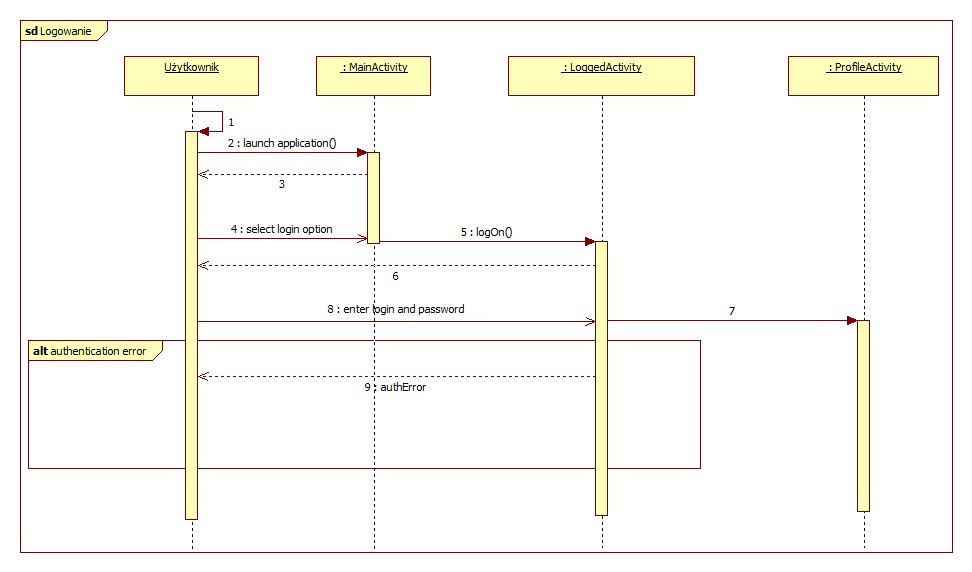 sd Logowanie
Użytkownik
: MainActivity
: LoggedActivity
: ProfileActivity
1
2 : launch application()
3
4 : select login option
5 : logOn()
6
8 : enter login and password
7
alt authentication error
9 : authError